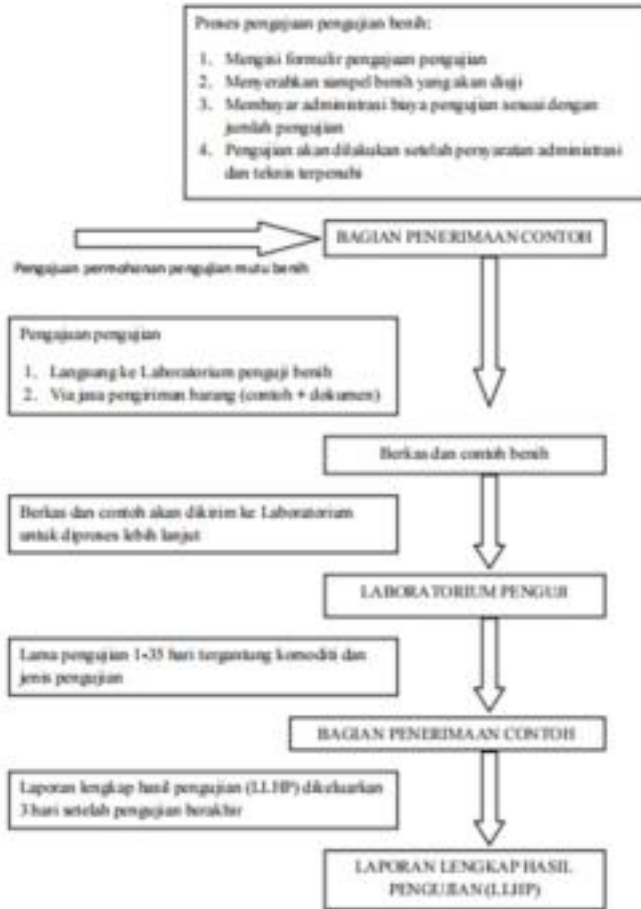 Proses pengajuan pengujian benih:
1. Mengisi formulir pengajuan pengujian
2. Menyerahkan sampel benih yang akan diuji
3. Membayar administrasi biaya pengujian sesuai dengan
jumlah pengujian
4. Pengujian akan dilakukan setelah persyaratan administrasi
dan teknis terpenuhi
BAGIAN PENERIMAAN CONTOH
Pengajuan permohonan pengujian mutu benih
Pengajuan pengujian
1. Langsung ke Laboratorium penguji benih
2. Via jasa pengiriman barang (contoh + dokumen)
Berkas dan contoh benih
Berkas dan contoh akan dikirim ke Laboratorium
untuk diproses lebih lanjut
LABORATORIUM PENGUJI
Lama pengujian 1-35 hari tergantung komoditi dan
jenis pengujian
BAGIAN PENERIMAAN CONTOH
Laporan lengkap hasil pengujian (LLHP) dikeluarkan
3 hari setelah pengujian berakhir
LAPORAN LENGKAP HASIL
PENGUJIAN (LLHP)